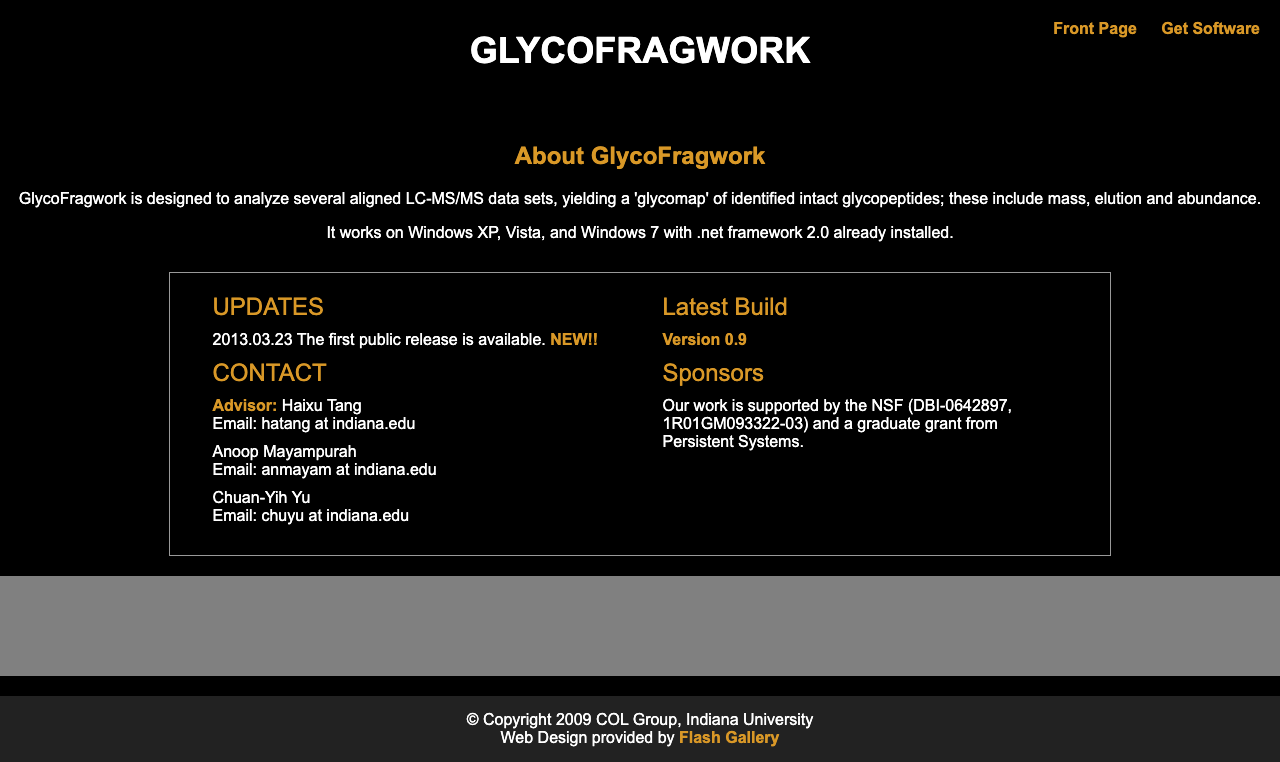 GLYCOFRAGWORK
Front Page
Get Software
About GlycoFragwork
GlycoFragwork is designed to analyze several aligned LC-MS/MS data sets, yielding a 'glycomap' of identified intact glycopeptides; these include mass, elution and abundance.
It works on Windows XP, Vista, and Windows 7 with .net framework 2.0 already installed.
UPDATES
2013.03.23 The first public release is available. NEW!!
CONTACT
Advisor: Haixu Tang
Email: hatang at indiana.edu
Anoop Mayampurah
Email: anmayam at indiana.edu
Chuan-Yih Yu
Email: chuyu at indiana.edu
Latest Build
Version 0.9
Sponsors
Our work is supported by the NSF (DBI-0642897,
1R01GM093322-03) and a graduate grant from
Persistent Systems.
© Copyright 2009 COL Group, Indiana University
Web Design provided by Flash Gallery